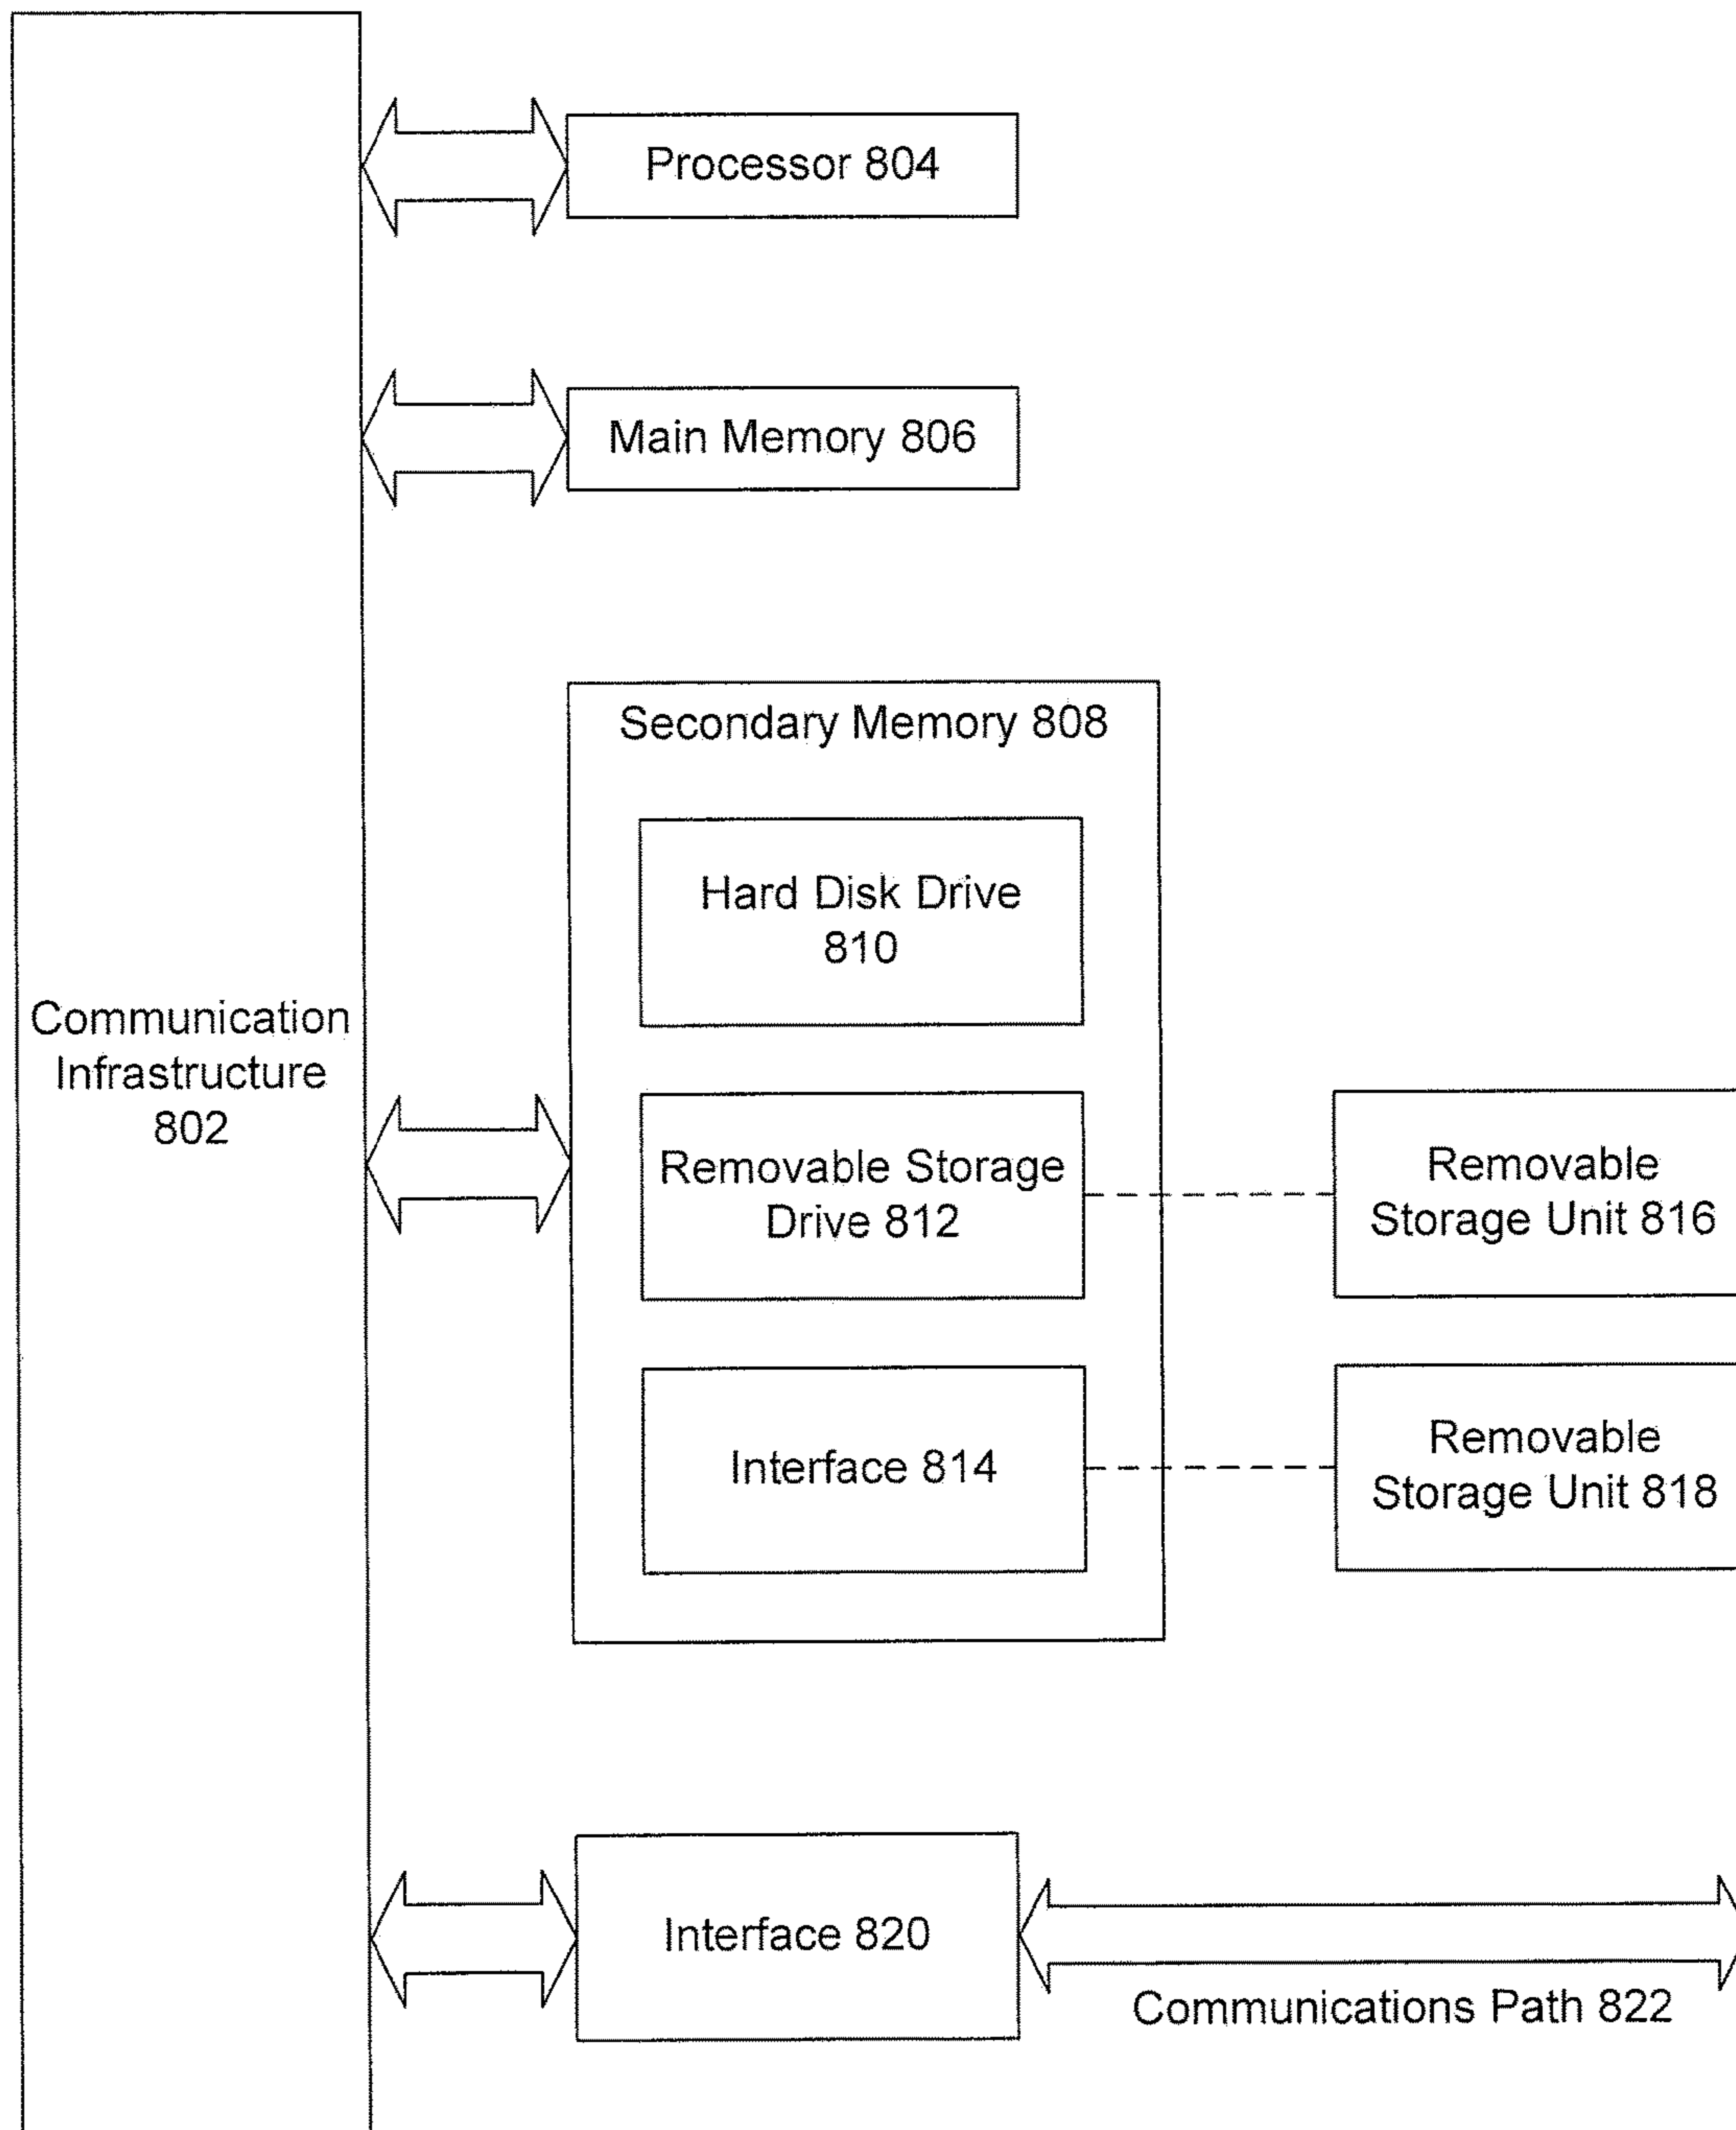 Processor 804
Main Memory 806
Secondary Memory 808
Hard Disk Drive
810
Communication
Infrastructure
802
Removable Storage
Drive 812
Removable
Storage Unit 816
Interface 814
Removable
Storage Unit 818
Interface 820
Communications Path 822